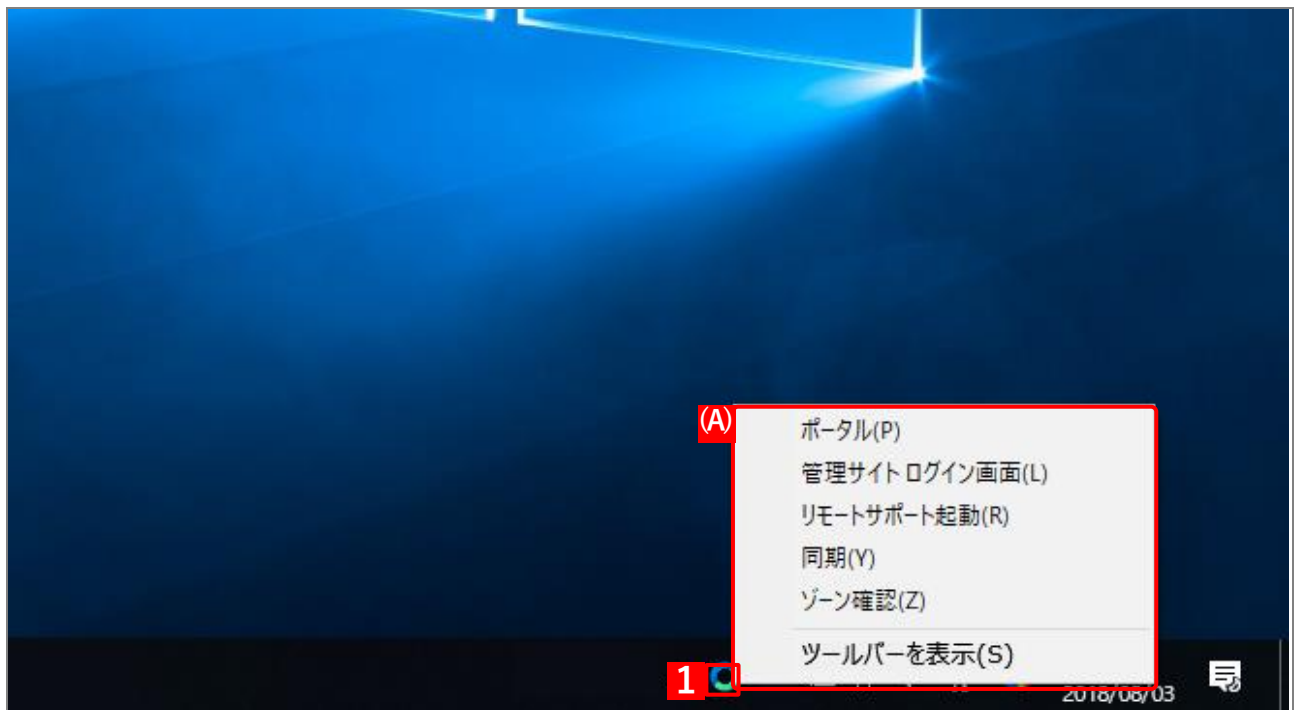 (A)
ポータル(P)
管理サイト ログイン画面(L)
リモートサポート起動(R)
同期(Y)
ゾーン確認(Z)
ツールバーを表示(S)
1
2018/08/03